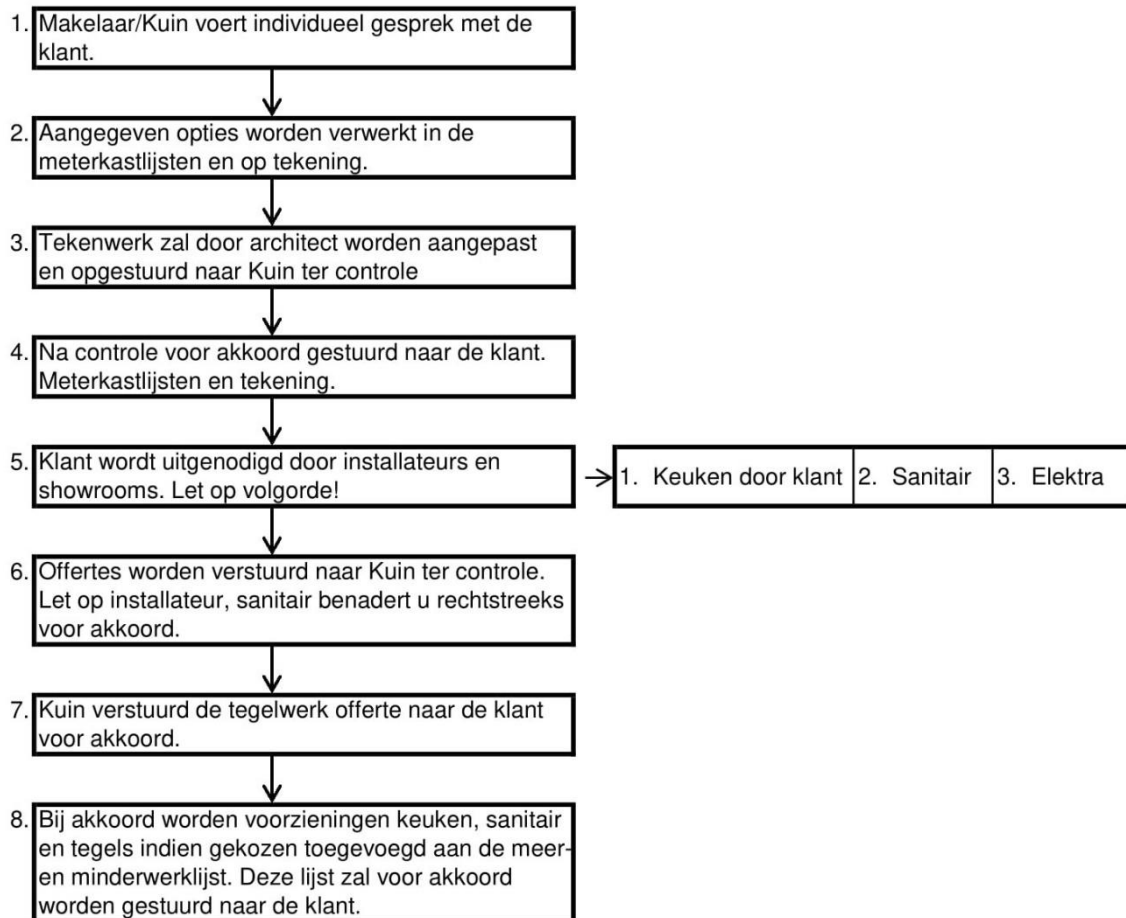 1. Makelaar/Kuin voert individueel gesprek met de
klant.
2. Aangegeven opties worden verwerkt in de
meterkastlijsten en op tekening.
3. Tekenwerk zal door architect worden aangepast
en opgestuurd naar Kuin ter controle
4. Na controle voor akkoord gestuurd naar de klant.
Meterkastlijsten en tekening.
5. Klant wordt uitgenodigd door installateurs en
showrooms. Let op volgorde!
1. Keuken door klant 2. Sanitair 3. Elektra
6. Offertes worden verstuurd naar Kuin ter controle.
Let op installateur, sanitair benadert u rechtstreeks
voor akkoord.
7. Kuin verstuurd de tegelwerk offerte naar de klant
voor akkoord.
8. Bij akkoord worden voorzieningen keuken, sanitair
en tegels indien gekozen toegevoegd aan de meer-
en minderwerklijst. Deze lijst zal voor akkoord
worden gestuurd naar de klant.